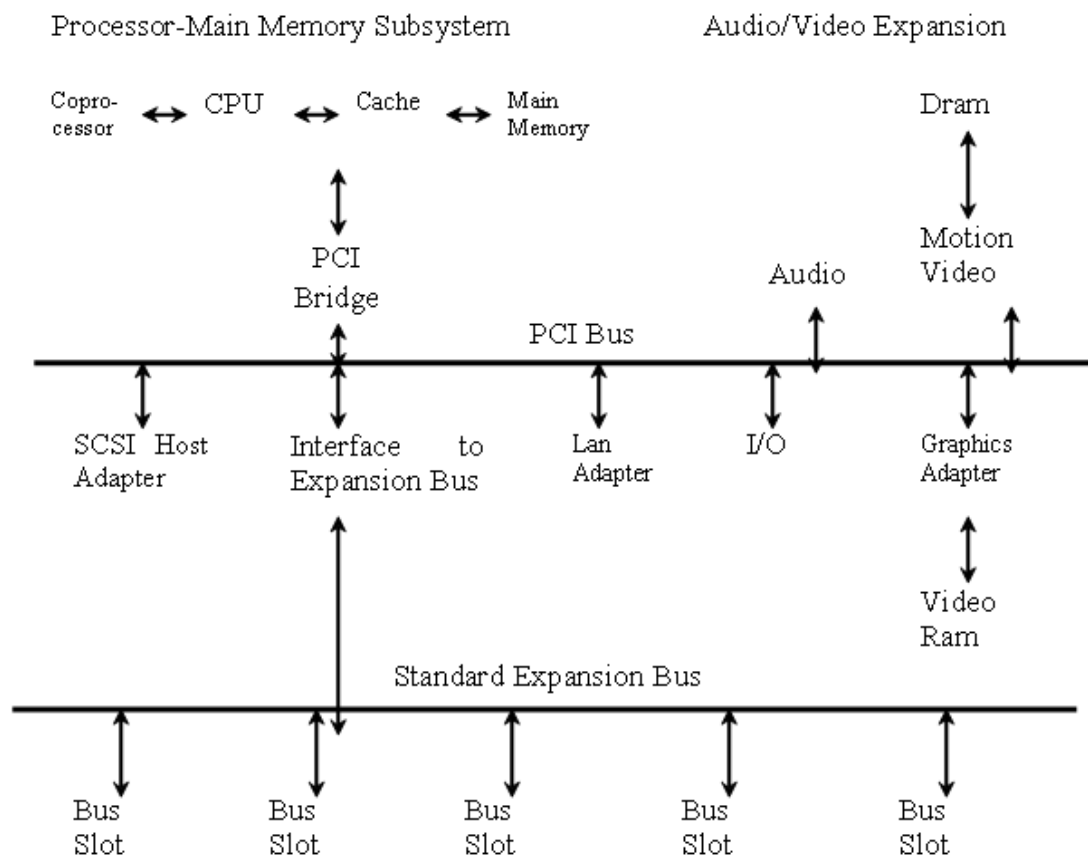 Processor-Main Memory Subsystem
Audio/Video Expansion
Copro-
cessor
CPU
Cache
Main
Memory
Dram
PCI
Bridge
Audio
Motion
Video
PCI Bus
SCSI Host
Adapter
Interface to
Expansion Bus
Lan
Adapter
I/O
Graphics
Adapter
Video
Ram
Standard Expansion Bus
Bus
Slot
Bus
Slot
Bus
Slot
Bus
Slot
Bus
Slot